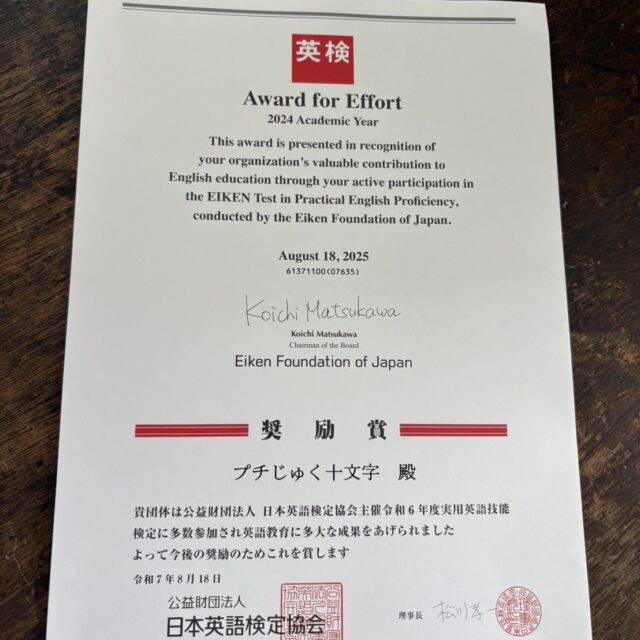 英検
Award for Effort
2024 Academic Year
This award is presented in recognition of
your organization's valuable contribution to
English education through your active participation in
the EIKEN Test in Practical English Proficiency,
conducted by the Eiken Foundation of Japan.
August 18, 2025
61371100(07635)
Koichi Matsukawa
Koichi Matsukawa
Chairman of the Board
Eiken Foundation of Japan
奨励賞
プチじゅく十文字 殿
貴団体は公益財団法人 日本英語検定協会主催令和6年度実用英語技能
検定に多数参加され英語教育に多大な成果をあげられました
よって今後の奨励のためこれを賞します
令和7年8月18日
公益財団法人
日本英語検定協会
理事長 松川孝一